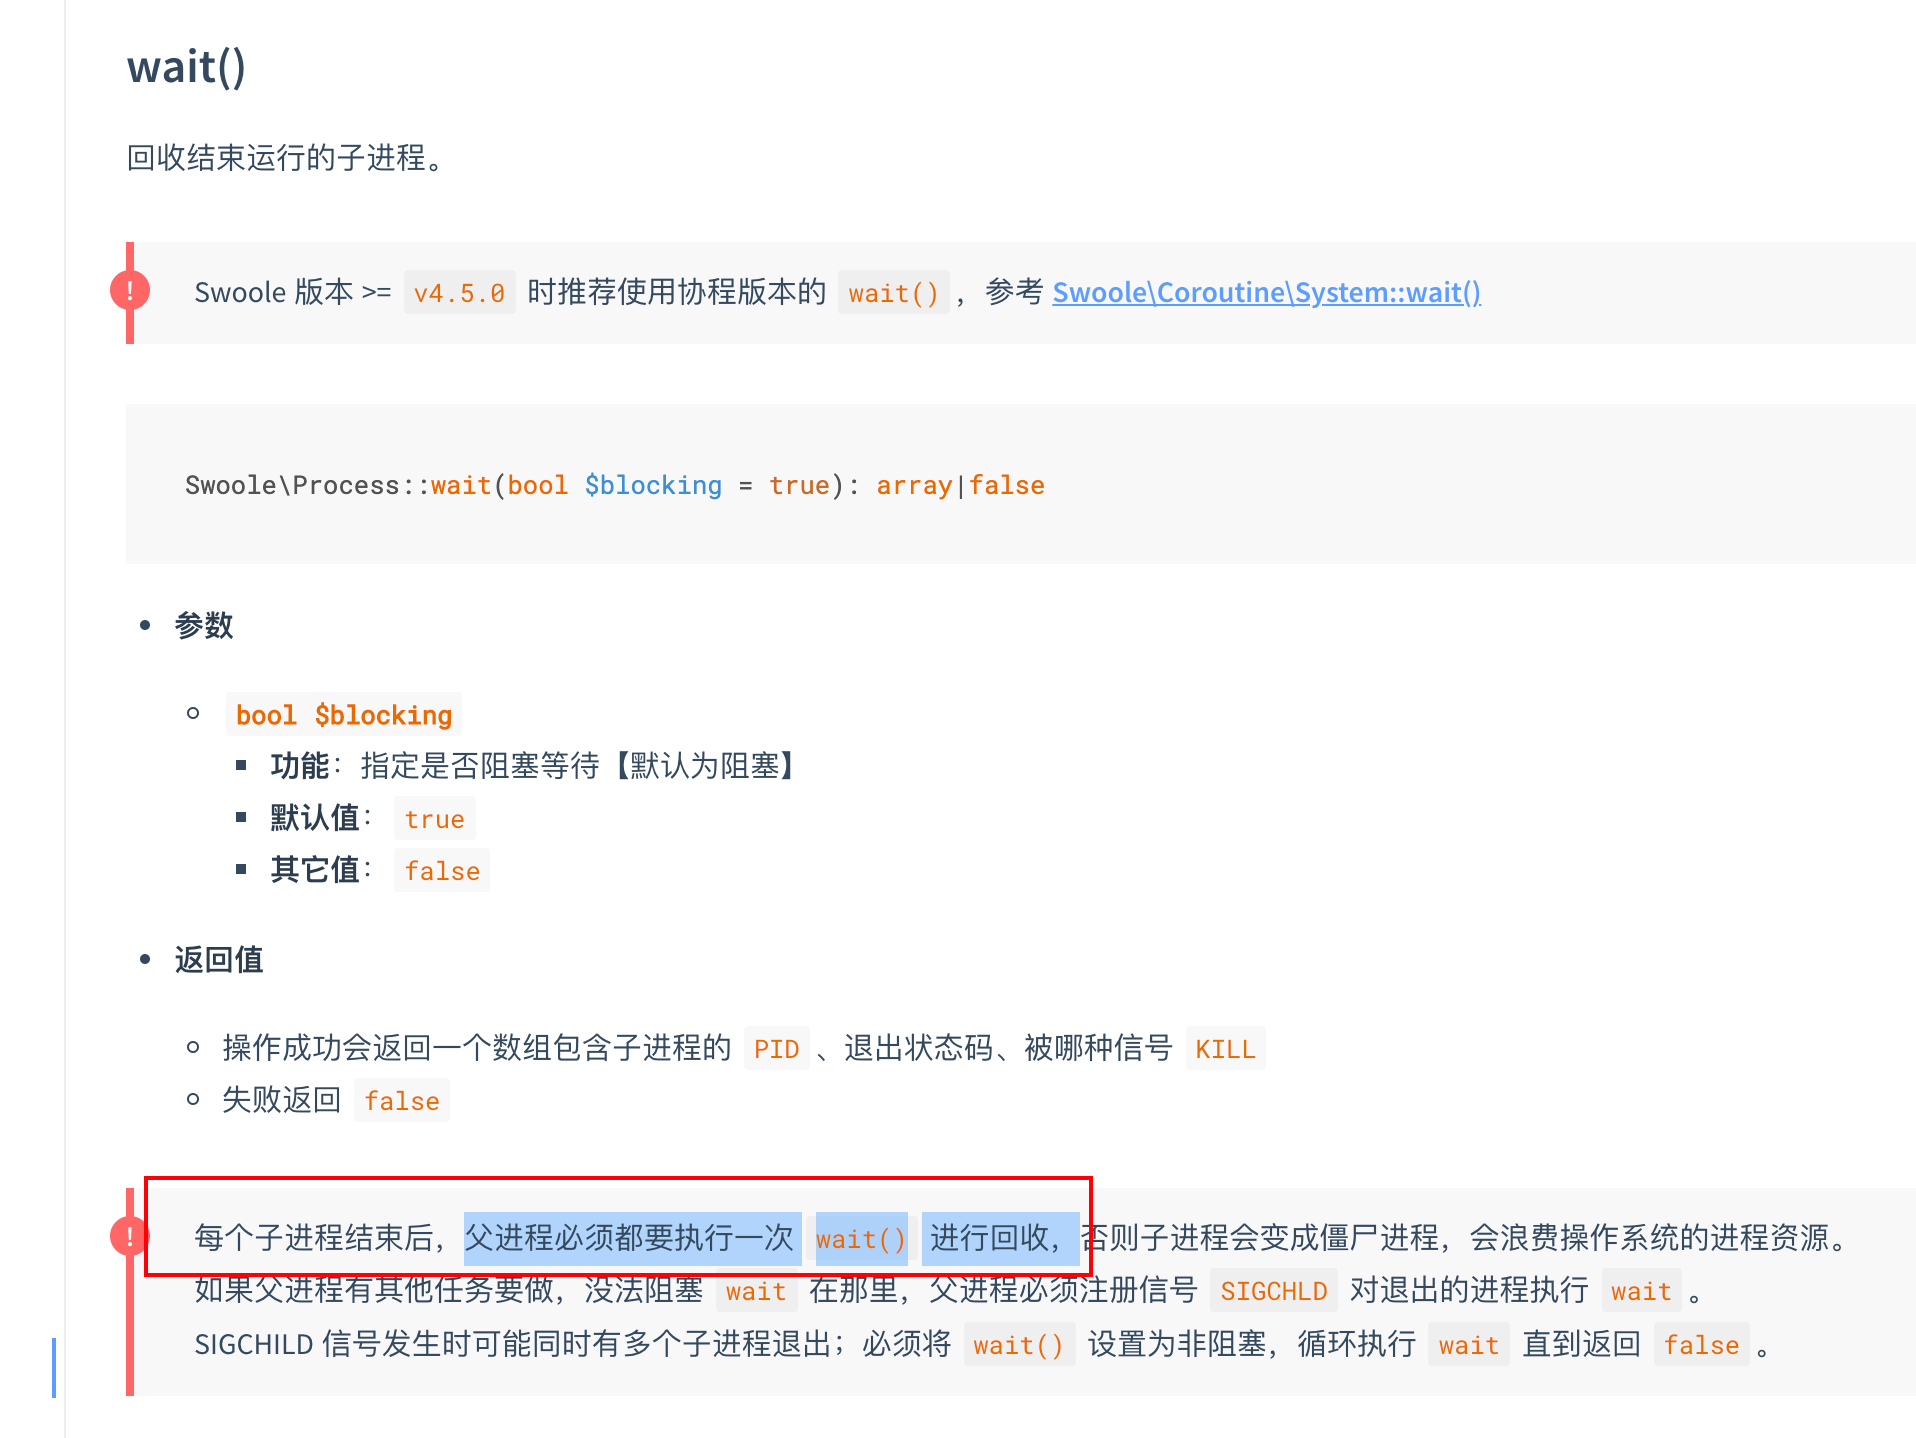 wait()
回收结束运行的子进程。
! Swoole 版本 >= v4.5.0 时推荐使用协程版本的 wait()，参考 Swoole\Coroutine\System::wait()
Swoole\Process::wait(bool $blocking = true): array|false
• 参数
bool $blocking
功能：指定是否阻塞等待【默认为阻塞】
默认值：true
其它值：false
• 返回值
操作成功会返回一个数组包含子进程的 PID、退出状态码、被哪种信号 KILL
失败返回 false
! 每个子进程结束后，父进程必须都要执行一次 wait() 进行回收，否则子进程会变成僵尸进程，会浪费操作系统的进程资源。
如果父进程有其他任务要做，没法阻塞 wait 在那里，父进程必须注册信号 SIGCHLD 对退出的进程执行 wait。
SIGCHILD 信号发生时可能同时有多个子进程退出；必须将 wait() 设置为非阻塞，循环执行 wait 直到返回 false。